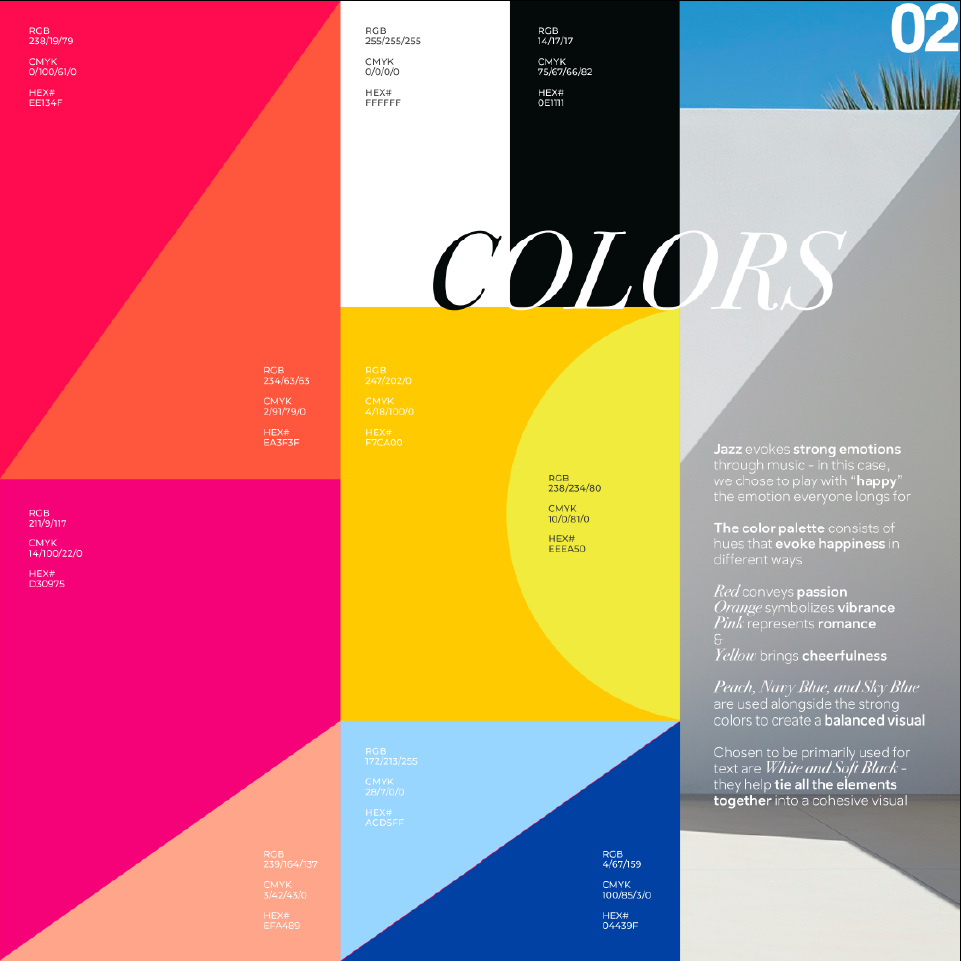 02
RGB
238/19/79
CMYK
0/100/61/0
HEX#
EE134F
RGB
255/255/255
CMYK
0/0/0/0
HEX#
FFFFFF
RGB
14/17/17
CMYK
75/67/66/82
HEX#
0E1111
COLORS
RGB
234/63/63
CMYK
2/91/79/0
HEX#
EA3F3F
RGB
247/202/0
CMYK
4/18/100/0
HEX#
F7CA00
RGB
238/234/80
CMYK
10/0/81/0
HEX#
EEEA50
RGB
211/9/117
CMYK
14/100/22/0
HEX#
D30975
RGB
172/213/255
CMYK
28/7/0/0
HEX#
ACD5FF
RGB
239/164/137
CMYK
3/42/43/0
HEX#
EFA489
RGB
4/67/159
CMYK
100/85/3/0
HEX#
04439F
Jazz evokes strong emotions
through music - in this case,
we chose to play with “happy”
the emotion everyone longs for
The color palette consists of
hues that evoke happiness in
different ways
Red conveys passion
Orange symbolizes vibrance
Pink represents romance
&
Yellow brings cheerfulness
Peach, Navy Blue, and Sky Blue
are used alongside the strong
colors to create a balanced visual
Chosen to be primarily used for
text are White and Soft Black -
they help tie all the elements
together into a cohesive visual